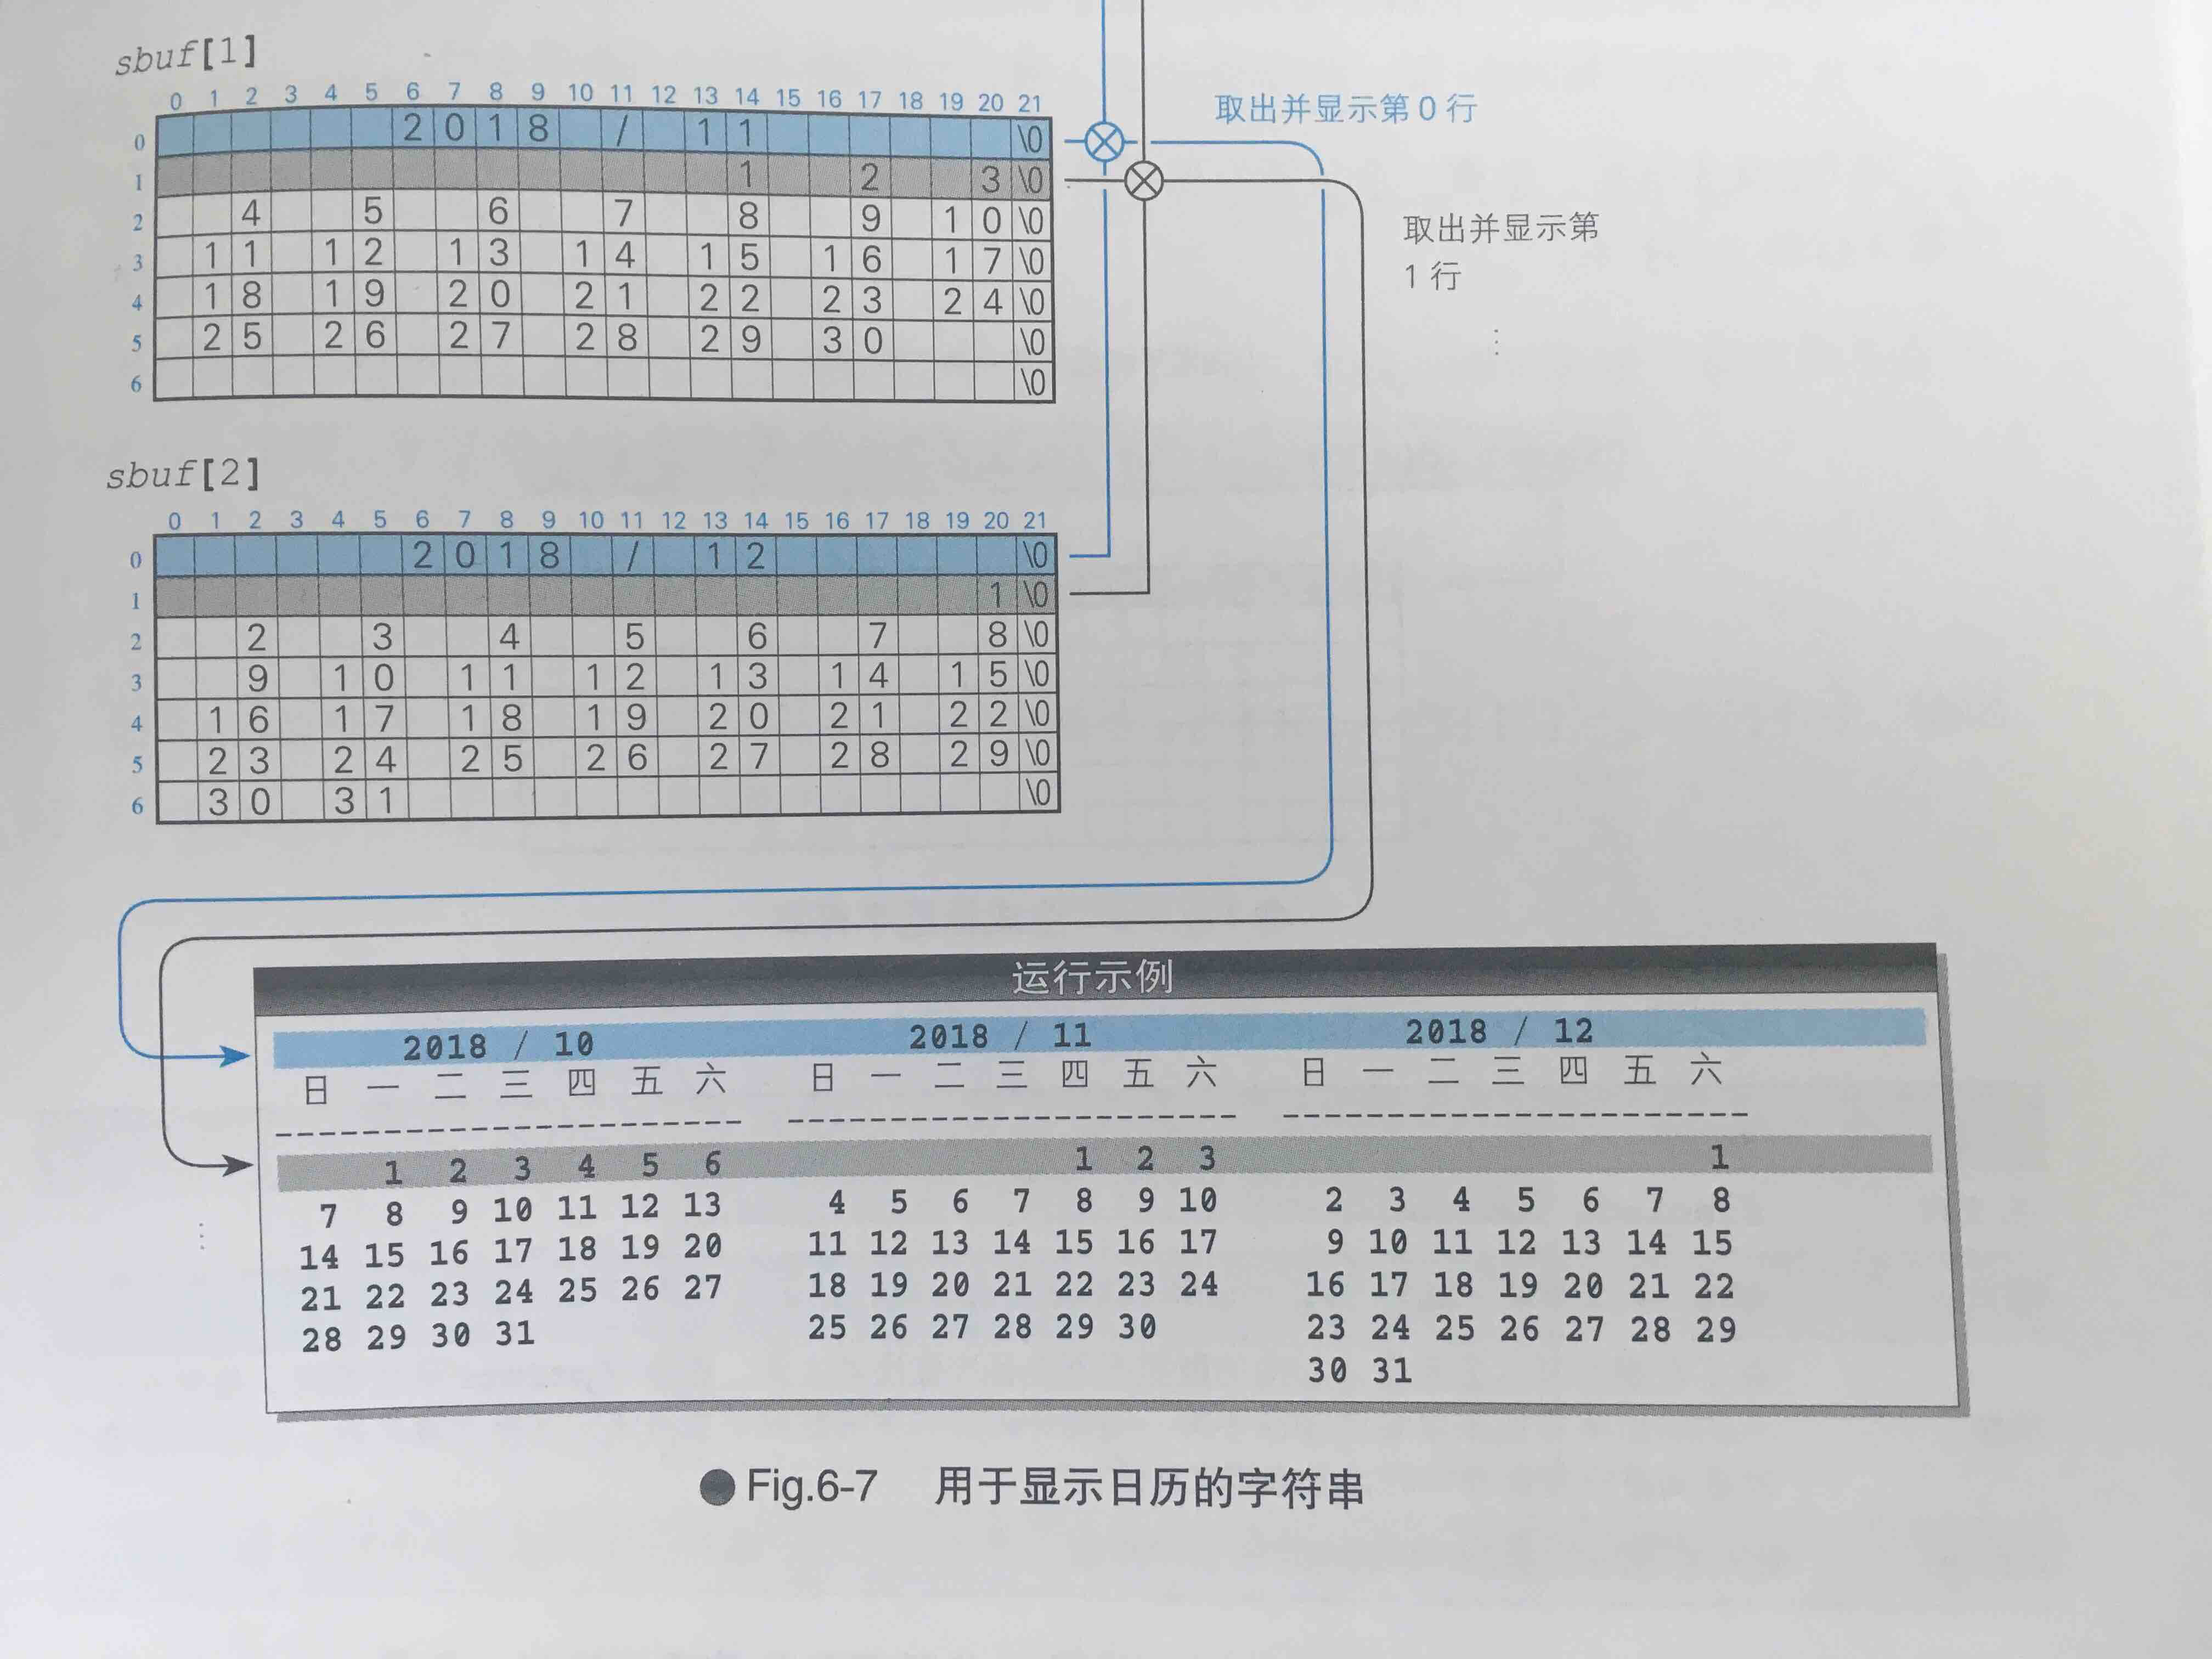 sbuf[1]
0 1 2 3 4 5 6 7 8 9 10 11 12 13 14 15 16 17 18 19 20 21
0 2 0 1 8 / 1 1 \0
取出并显示第 0 行
1 1 2 3 \0
2 4 5 6 7 8 9 1 0 \0
取出并显示第
1 行
3 1 1 1 2 1 3 1 4 1 5 1 6 1 7 \0
4 1 8 1 9 2 0 2 1 2 2 2 3 2 4 \0
5 2 5 2 6 2 7 2 8 2 9 3 0 \0
⋮
6 \0
sbuf[2]
0 1 2 3 4 5 6 7 8 9 10 11 12 13 14 15 16 17 18 19 20 21
0 2 0 1 8 / 1 2 \0
1 1 \0
2 2 3 4 5 6 7 8 \0
3 9 1 0 1 1 1 2 1 3 1 4 1 5 \0
4 1 6 1 7 1 8 1 9 2 0 2 1 2 2 \0
5 2 3 2 4 2 5 2 6 2 7 2 8 2 9 \0
6 3 0 3 1 \0
运行示例
2018 / 10 2018 / 11 2018 / 12
日 一 二 三 四 五 六 日 一 二 三 四 五 六 日 一 二 三 四 五 六
---------------------- --------------------- ----------------------
1 2 3 4 5 6 1 2 3 1
7 8 9 10 11 12 13 4 5 6 7 8 9 10 2 3 4 5 6 7 8
⋮
14 15 16 17 18 19 20 11 12 13 14 15 16 17 9 10 11 12 13 14 15
21 22 23 24 25 26 27 18 19 20 21 22 23 24 16 17 18 19 20 21 22
28 29 30 31 25 26 27 28 29 30 23 24 25 26 27 28 29
30 31
● Fig.6-7 用于显示日历的字符串